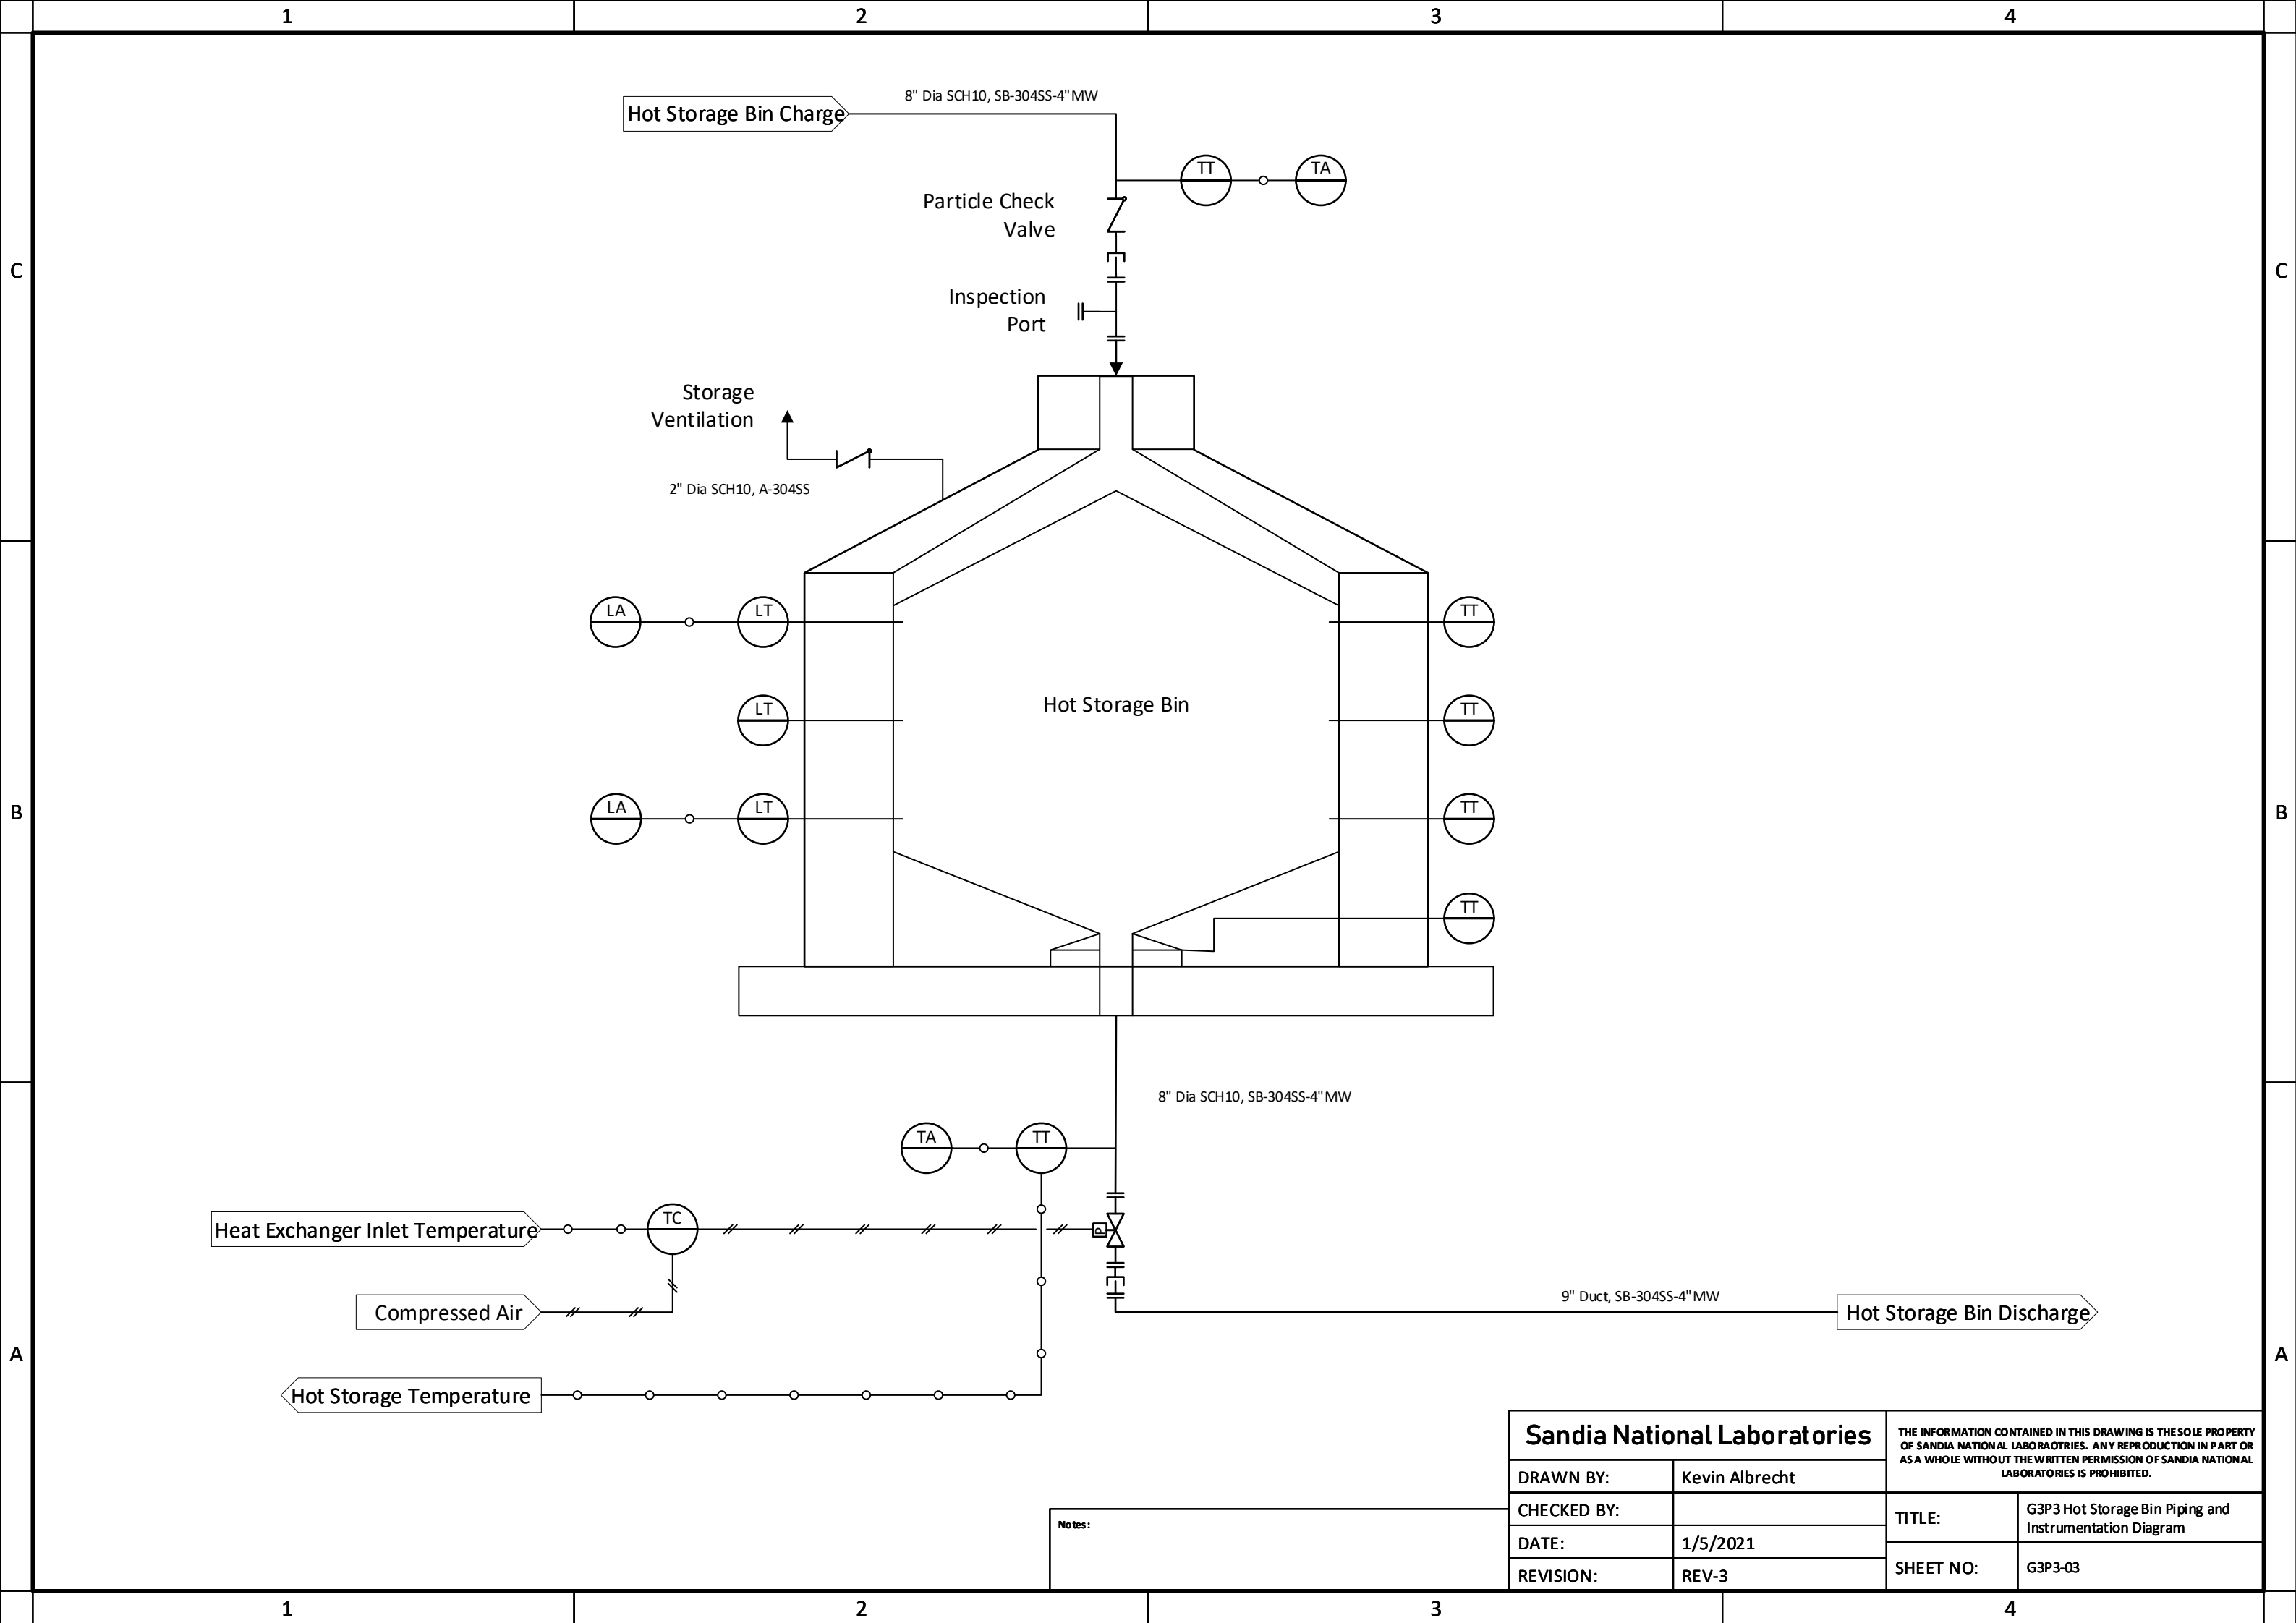 1 2 3 4
C C
8" Dia SCH10, SB-304SS-4"MW
Hot Storage Bin Charge
TT TA
Particle Check
Valve
Inspection
Port
Storage
Ventilation
2" Dia SCH10, A-304SS
LA LT TT
Hot Storage Bin
LT TT
B B
LA LT TT
TT
8" Dia SCH10, SB-304SS-4"MW
TA TT
Heat Exchanger Inlet Temperature
TC
P
9" Duct, SB-304SS-4"MW
Compressed Air
Hot Storage Bin Discharge
A A
Hot Storage Temperature
Sandia National Laboratories
THE INFORMATION CONTAINED IN THIS DRAWING IS THE SOLE PROPERTY
OF SANDIA NATIONAL LABORAOTRIES. ANY REPRODUCTION IN PART OR
AS A WHOLE WITHOUT THE WRITTEN PERMISSION OF SANDIA NATIONAL
LABORATORIES IS PROHIBITED.
DRAWN BY: Kevin Albrecht
CHECKED BY:
DATE: 1/5/2021
REVISION: REV-3
TITLE: G3P3 Hot Storage Bin Piping and
Instrumentation Diagram
SHEET NO: G3P3-03
Notes:
1 2 3 4